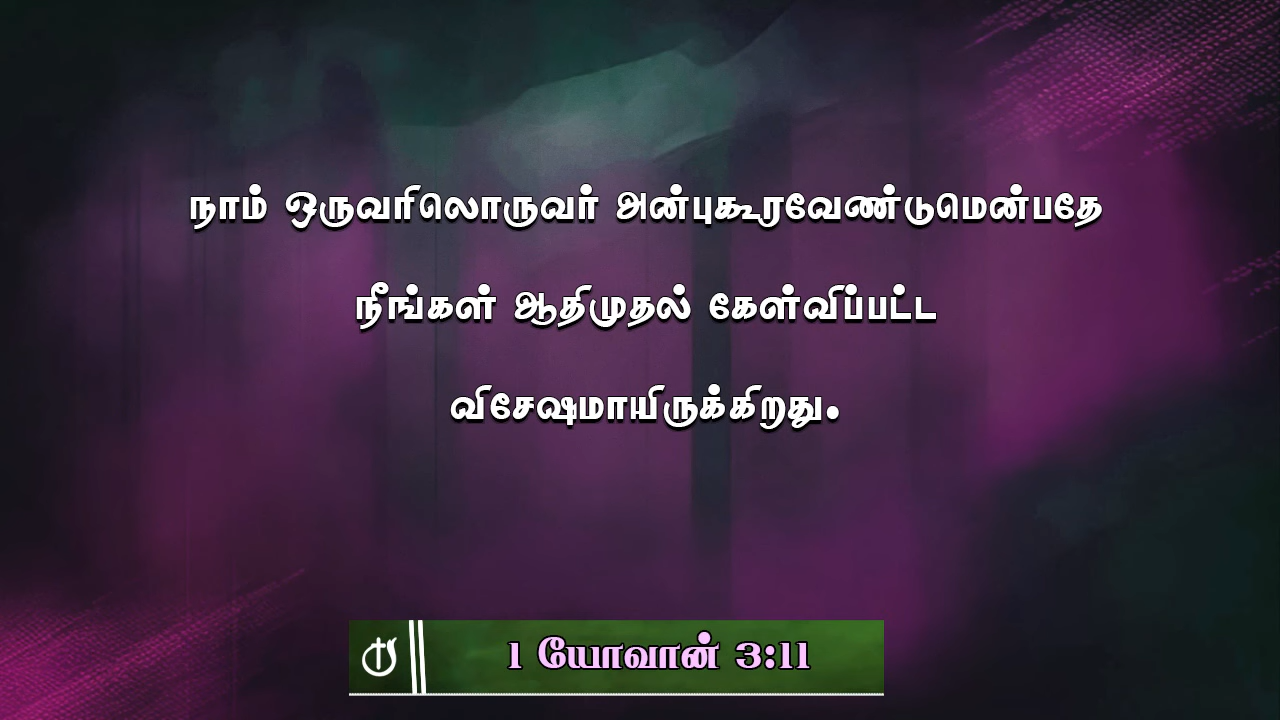 நாம் ஒருவரிலொருவர் அன்புகூரவேண்டுமென்பதே
நீங்கள் ஆதிமுதல் கேள்விப்பட்ட
விசேஷமாயிருக்கிறது.
1 யோவான் 3:11